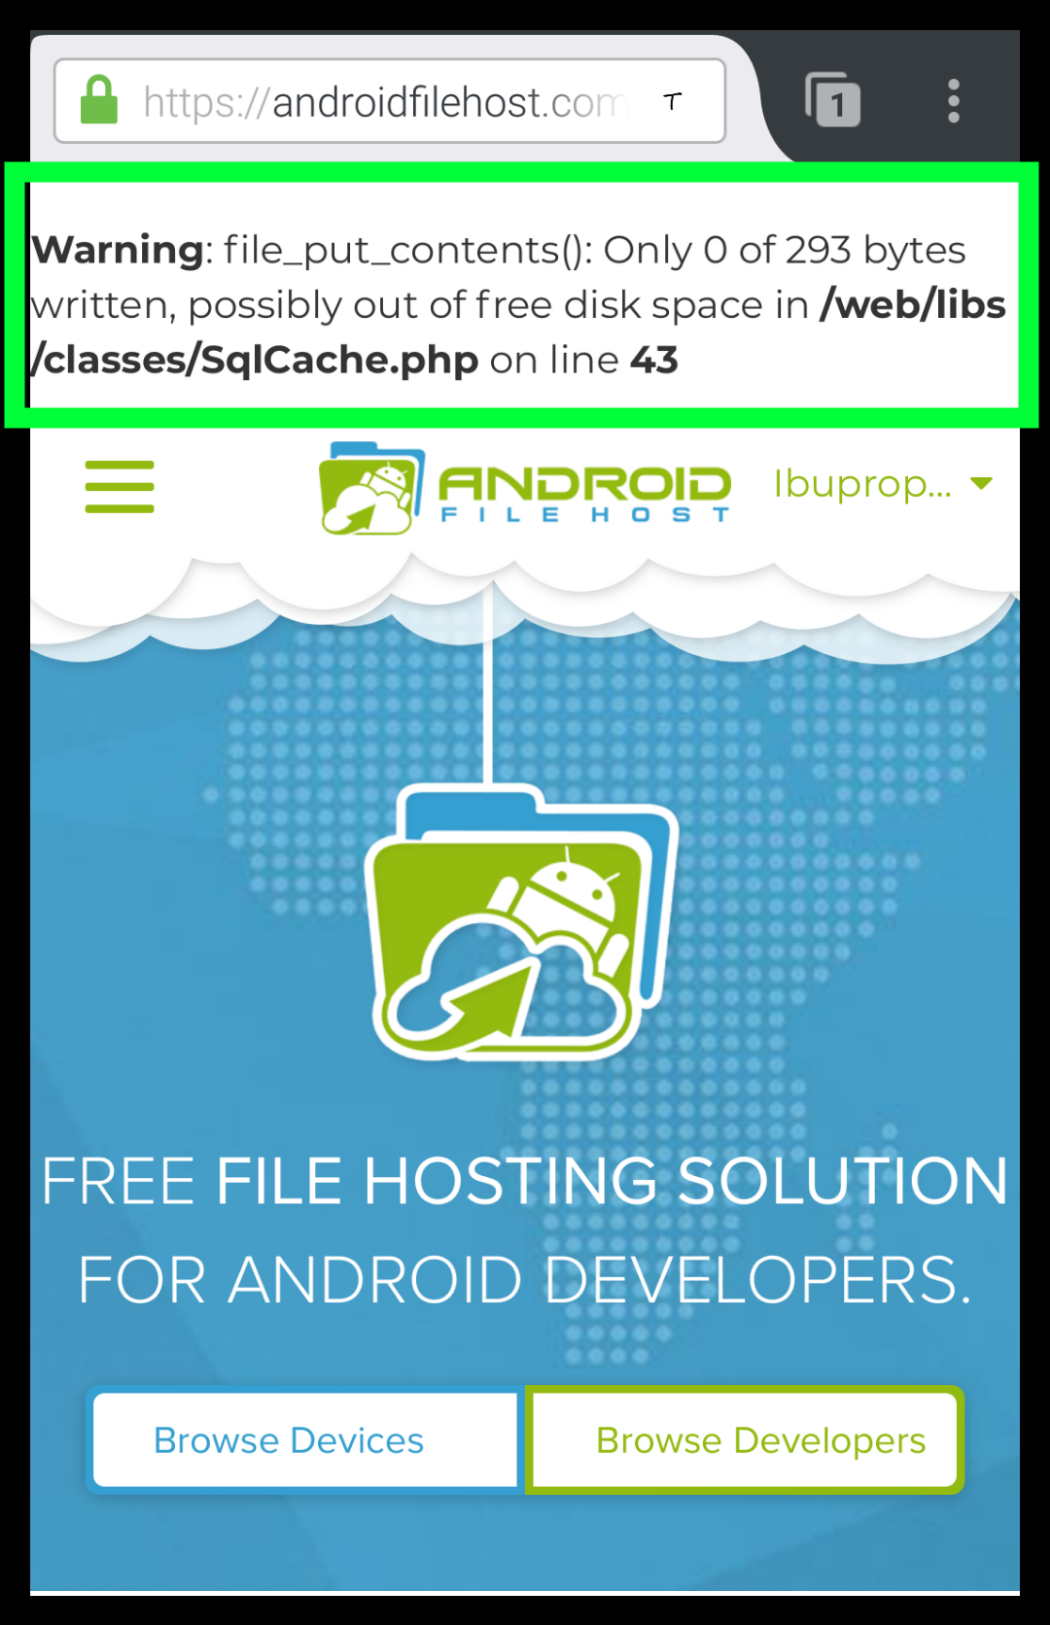 https://androidfilehost.com
1
Warning: file_put_contents(): Only 0 of 293 bytes
written, possibly out of free disk space in /web/libs
/classes/SqlCache.php on line 43
ANDROID
FILE HOST
Ibuprop...
FREE FILE HOSTING SOLUTION
FOR ANDROID DEVELOPERS.
Browse Devices
Browse Developers